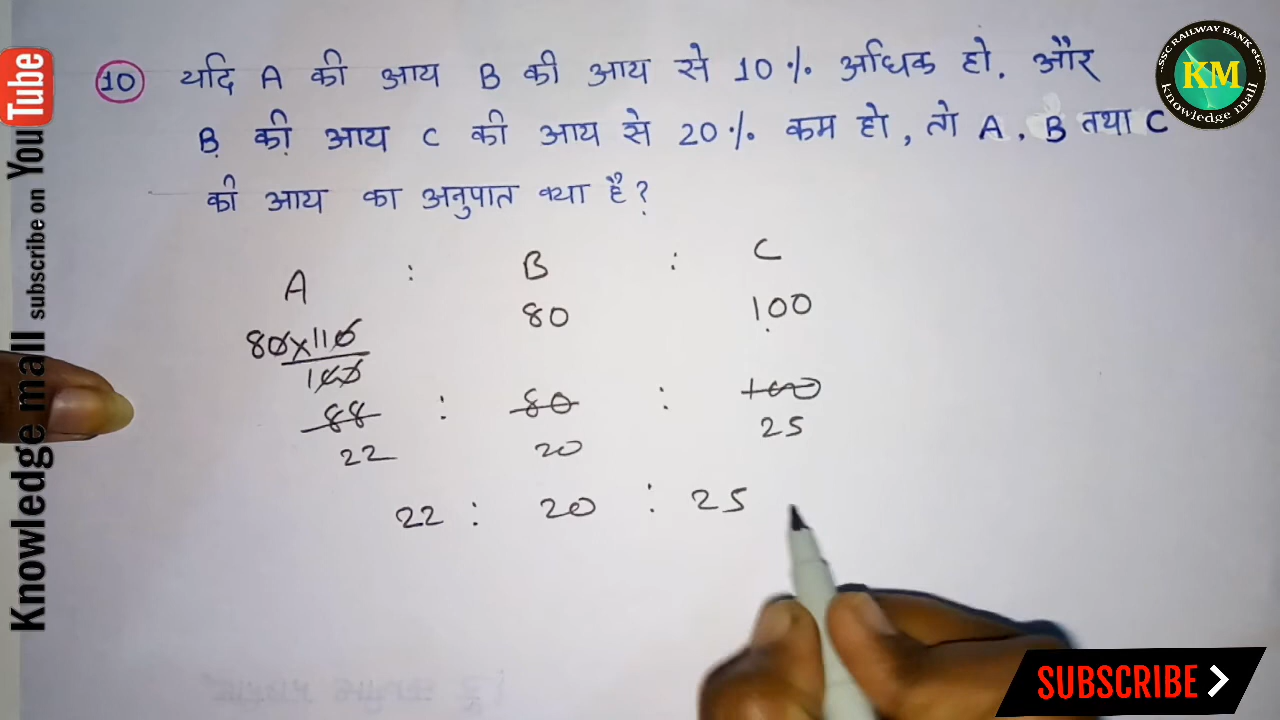 10 यदि A की आय B की आय से 10% अधिक हो. और
B की आय C की आय से 20% कम हो, तो A, B तथा C
की आय का अनुपात क्या है?
A : B : C
80 100
80×110
100
88 : 80 : 100
22 20 25
22 : 20 : 25
SSC RAILWAY BANK etc..
KM
knowledge mall
Knowledge mall subscribe on YouTube
SUBSCRIBE